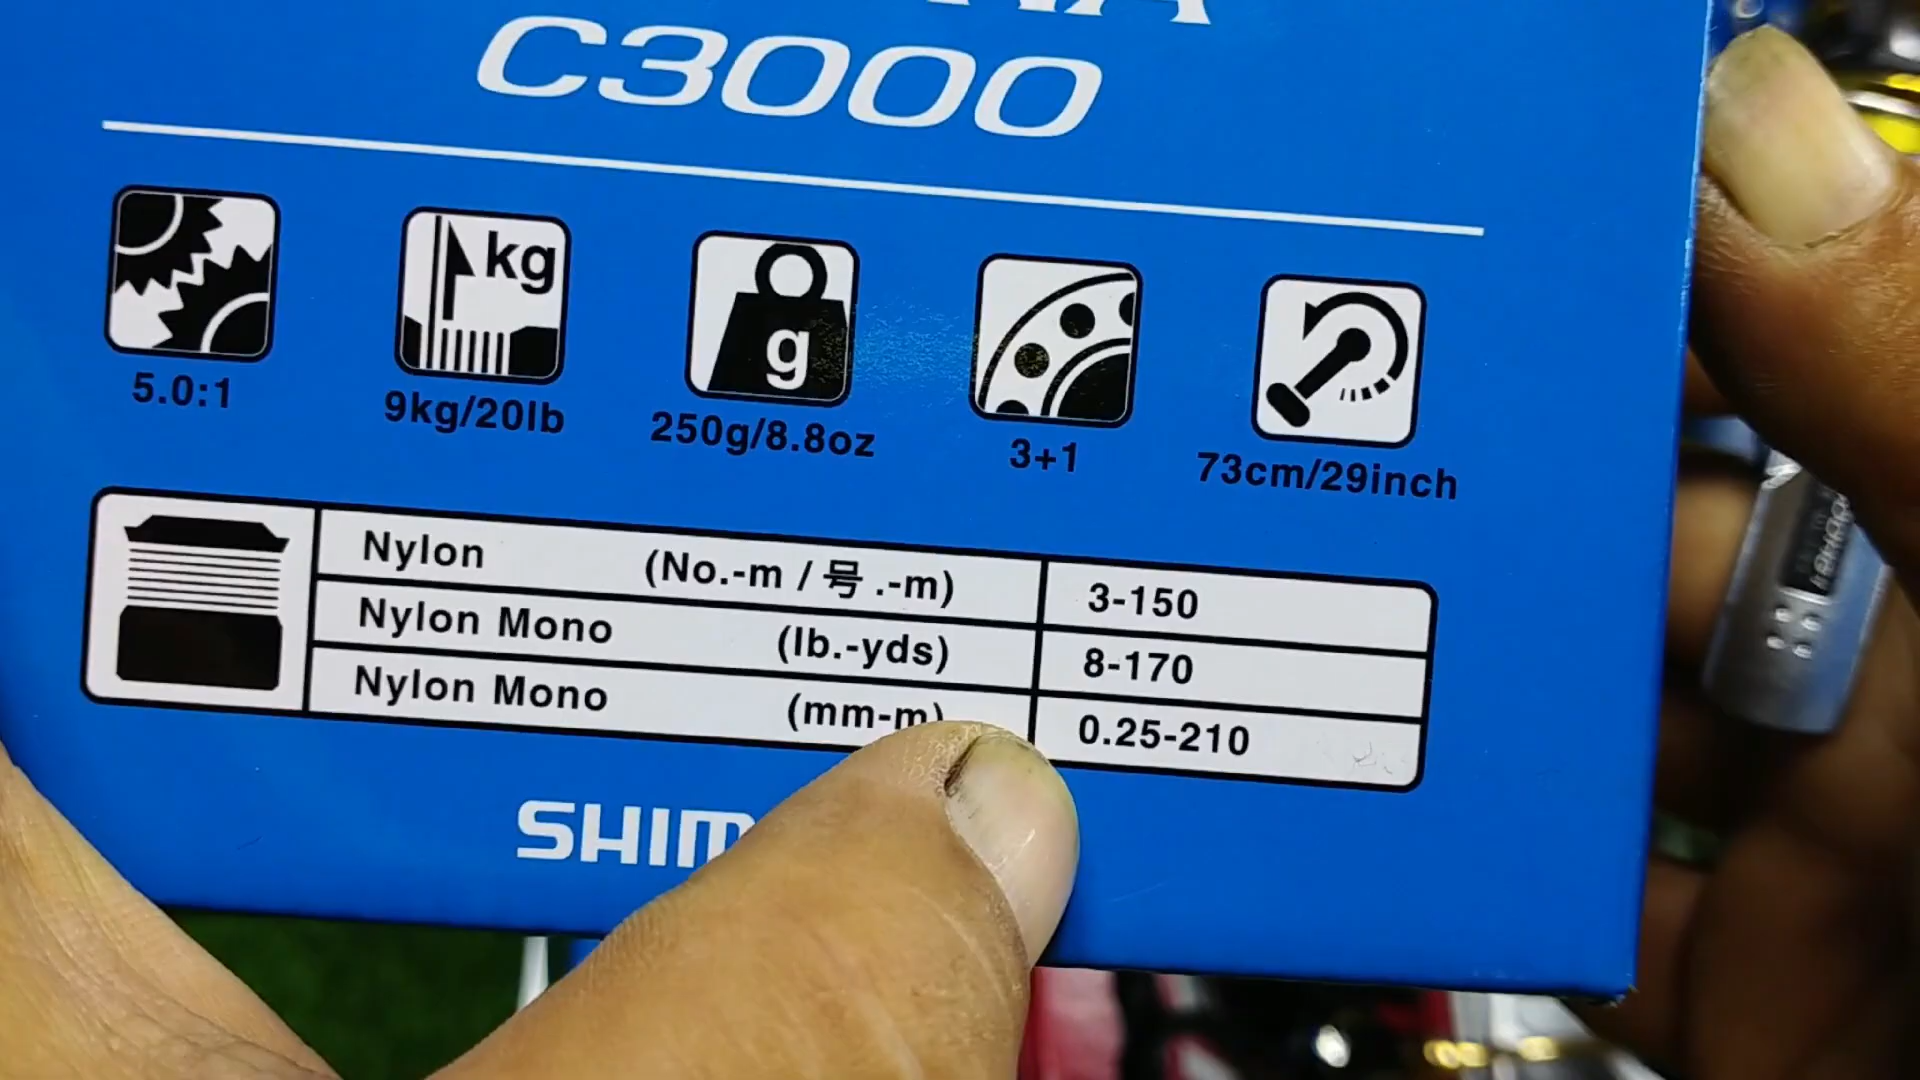 C3000
kg
g
5.0:1
9kg/20lb
250g/8.8oz
3+1
73cm/29inch
Nylon (No.-m / 号.-m) 3-150
Nylon Mono (lb.-yds) 8-170
Nylon Mono (mm-m) 0.25-210